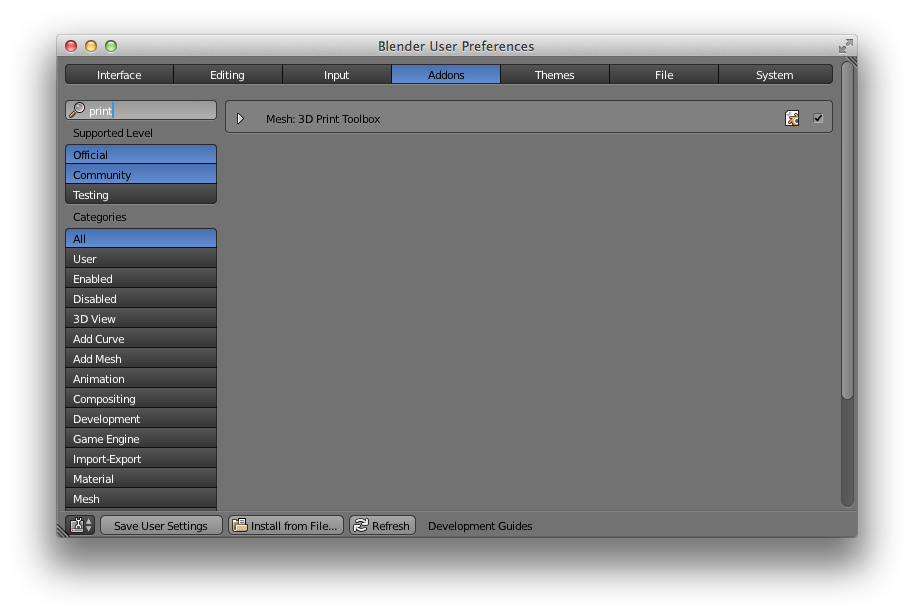 Blender User Preferences
Interface Editing Input Addons Themes File System
print
Mesh: 3D Print Toolbox
Supported Level
Official
Community
Testing
Categories
All
User
Enabled
Disabled
3D View
Add Curve
Add Mesh
Animation
Compositing
Development
Game Engine
Import-Export
Material
Mesh
Save User Settings Install from File... Refresh Development Guides